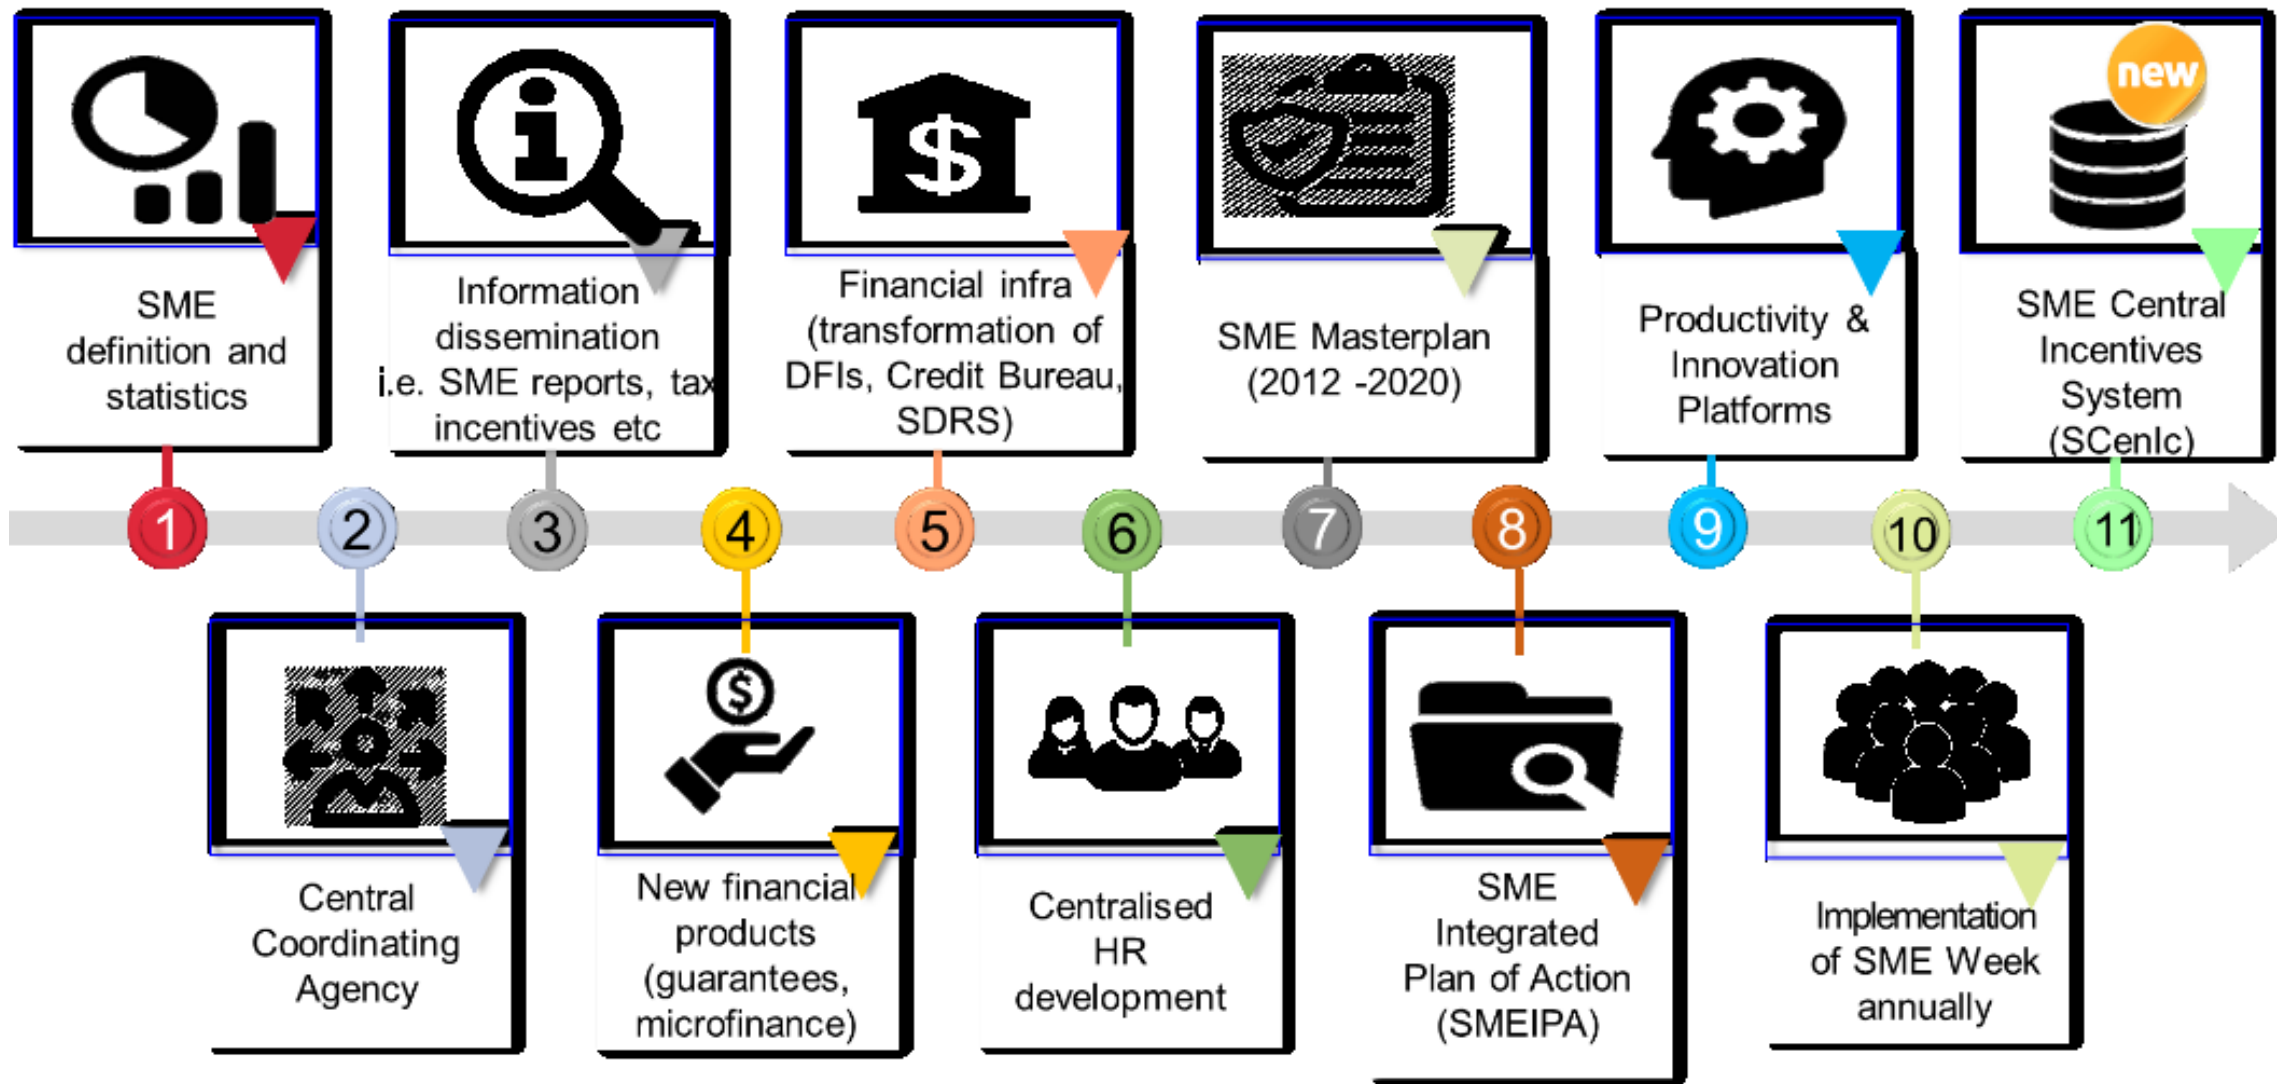 SME
definition and
statistics
Information
dissemination
i.e. SME reports, tax
incentives etc
$
Financial infra
(transformation of
DFIs, Credit Bureau,
SDRS)
SME Masterplan
(2012 -2020)
Productivity &
Innovation
Platforms
new
SME Central
Incentives
System
(SCenIc)
1
2
3
4
5
6
7
8
9
10
11
Central
Coordinating
Agency
$
New financial
products
(guarantees,
microfinance)
Centralised
HR
development
SME
Integrated
Plan of Action
(SMEIPA)
Implementation
of SME Week
annually